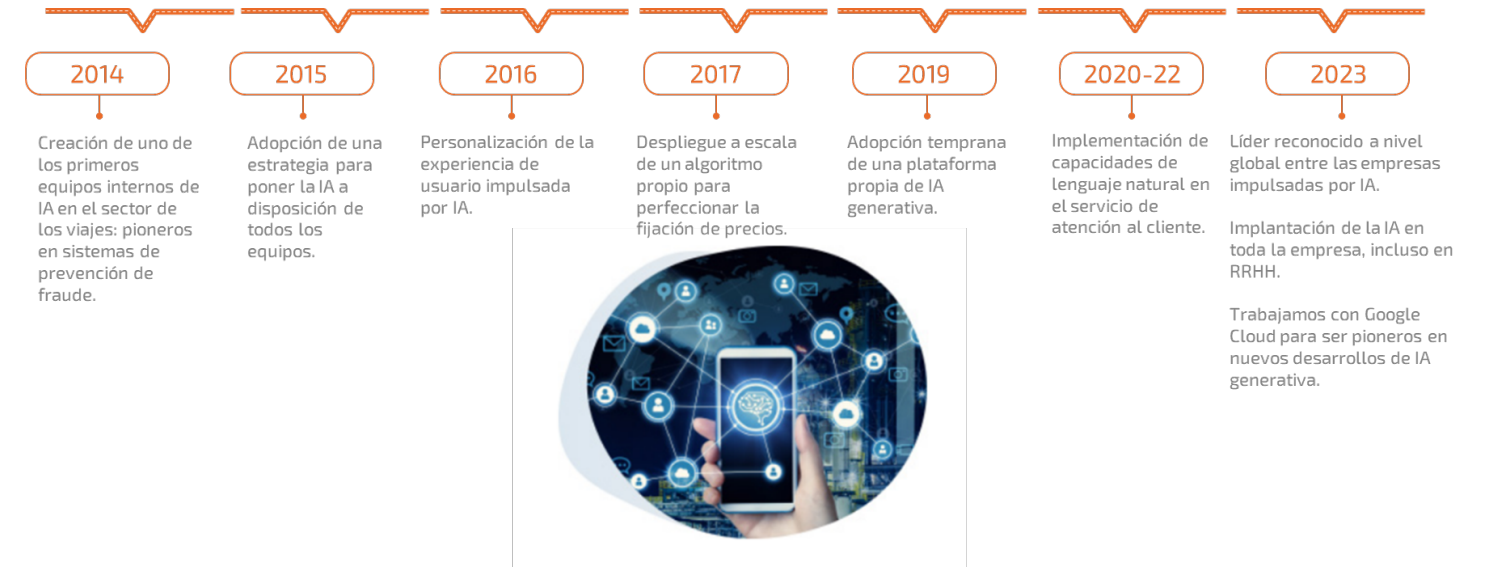 2014
Creación de uno de
los primeros
equipos internos de
IA en el sector de
los viajes: pioneros
en sistemas de
prevención de
fraude.
2015
Adopción de una
estrategia para
poner la IA a
disposición de
todos los
equipos.
2016
Personalización de la
experiencia de
usuario impulsada
por IA.
2017
Despliegue a escala
de un algoritmo
propio para
perfeccionar la
fijación de precios.
2019
Adopción temprana
de una plataforma
propia de IA
generativa.
2020-22
Implementación de
capacidades de
lenguaje natural en
el servicio de
atención al cliente.
2023
Líder reconocido a nivel
global entre las empresas
impulsadas por IA.
Implantación de la IA en
toda la empresa, incluso en
RRHH.
Trabajamos con Google
Cloud para ser pioneros en
nuevos desarrollos de IA
generativa.